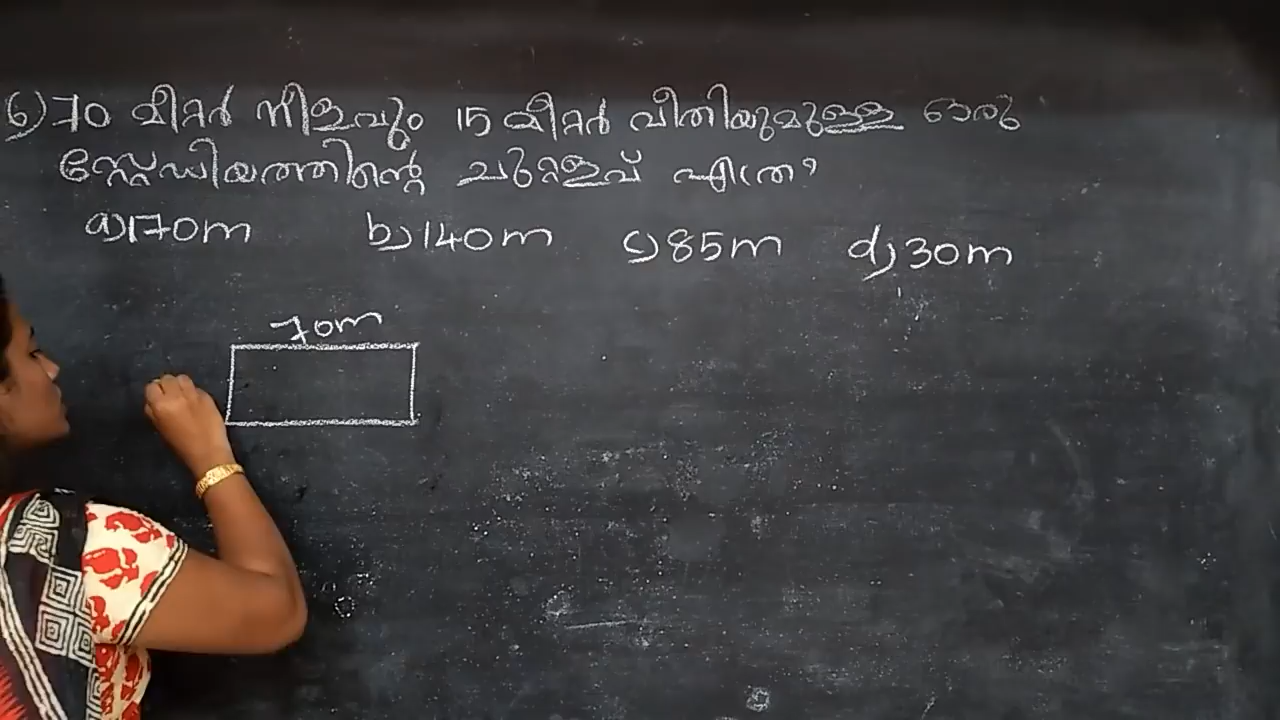 6) 70 മീറ്റർ നീളവും 15 മീറ്റർ വീതിയുമുള്ള ഒരു
സ്റ്റേഡിയത്തിന്റെ ചുറ്റളവ് എത്ര?
a) 170m b) 140m c) 85m d) 30m
70m